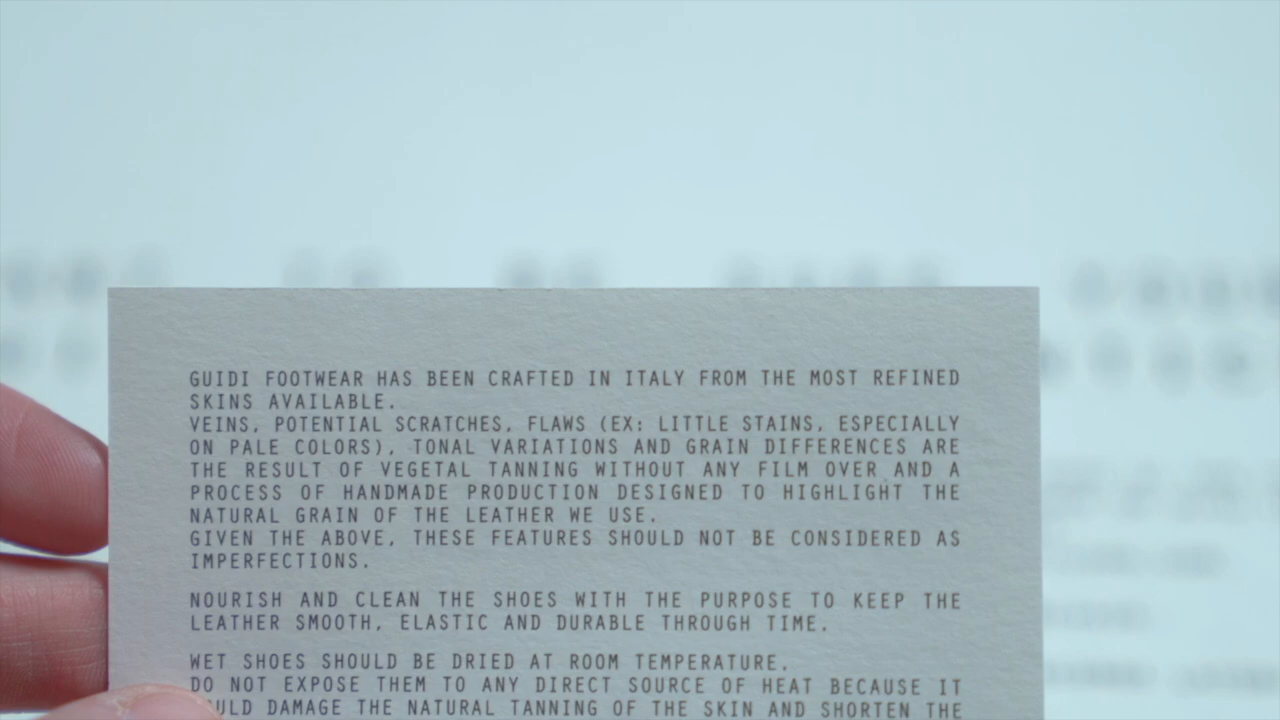 GUIDI FOOTWEAR HAS BEEN CRAFTED IN ITALY FROM THE MOST REFINED
SKINS AVAILABLE.
VEINS, POTENTIAL SCRATCHES, FLAWS (EX: LITTLE STAINS, ESPECIALLY
ON PALE COLORS), TONAL VARIATIONS AND GRAIN DIFFERENCES ARE
THE RESULT OF VEGETAL TANNING WITHOUT ANY FILM OVER AND A
PROCESS OF HANDMADE PRODUCTION DESIGNED TO HIGHLIGHT THE
NATURAL GRAIN OF THE LEATHER WE USE.
GIVEN THE ABOVE, THESE FEATURES SHOULD NOT BE CONSIDERED AS
IMPERFECTIONS.
NOURISH AND CLEAN THE SHOES WITH THE PURPOSE TO KEEP THE
LEATHER SMOOTH, ELASTIC AND DURABLE THROUGH TIME.
WET SHOES SHOULD BE DRIED AT ROOM TEMPERATURE.
DO NOT EXPOSE THEM TO ANY DIRECT SOURCE OF HEAT BECAUSE IT
DAMAGE THE NATURAL TANNING OF THE SKIN AND SHORTEN THE